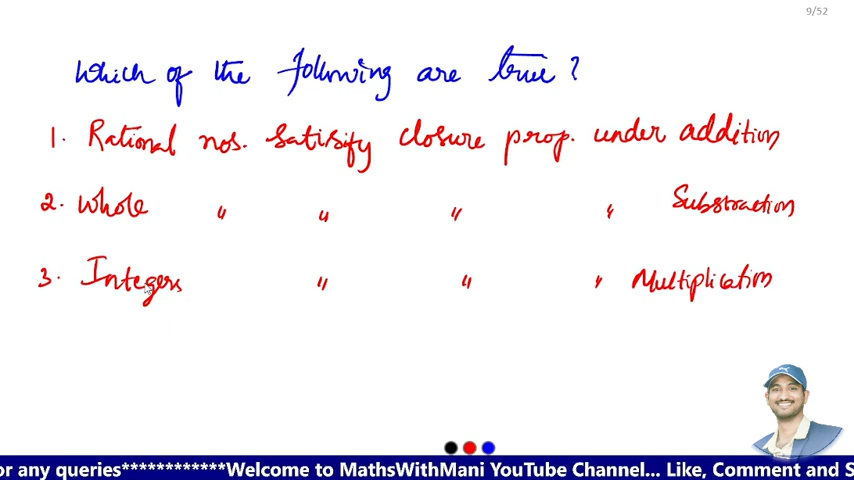 9/52
Which of the following are true?
1. Rational nos. satisify closure prop. under addition
2. Whole " " " " Substraction
3. Integers " " " Multiplication
or any queries************Welcome to MathsWithMani YouTube Channel... Like, Comment and S